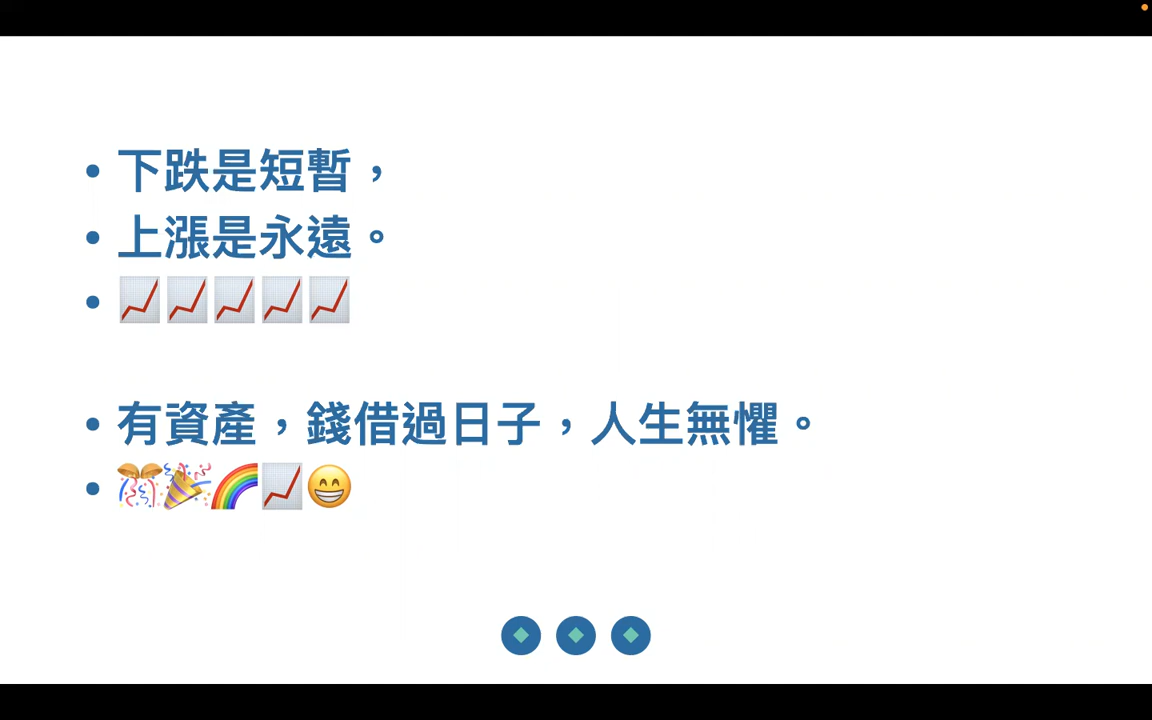 下跌是短暫，
上漲是永遠。
📈📈📈📈📈
有資產，錢借過日子，人生無懼。
🎊🎉🌈📈😁